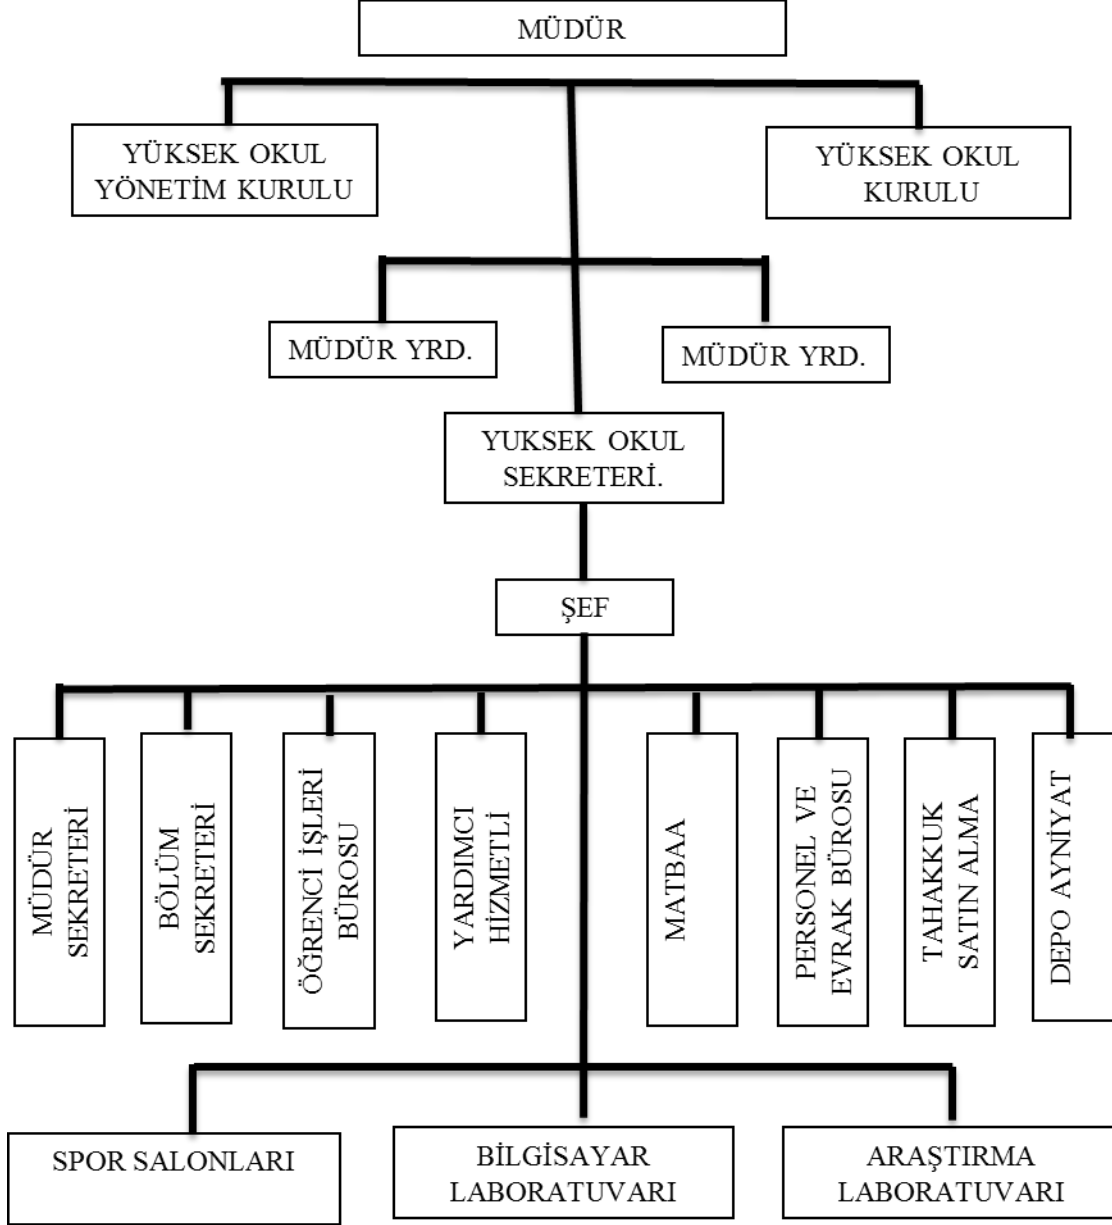 MÜDÜR
YÜKSEK OKUL
YÖNETİM KURULU
YÜKSEK OKUL
KURULU
MÜDÜR YRD.
MÜDÜR YRD.
YUKSEK OKUL
SEKRETERİ.
ŞEF
MÜDÜR
SEKRETERİ
BÖLÜM
SEKRETERİ
ÖĞRENCİ İŞLERİ
BÜROSU
YARDIMCI
HİZMETLİ
MATBAA
PERSONEL VE
EVRAK BÜROSU
TAHAKKUK
SATIN ALMA
DEPO AYNİYAT
SPOR SALONLARI
BİLGİSAYAR
LABORATUVARI
ARAŞTIRMA
LABORATUVARI